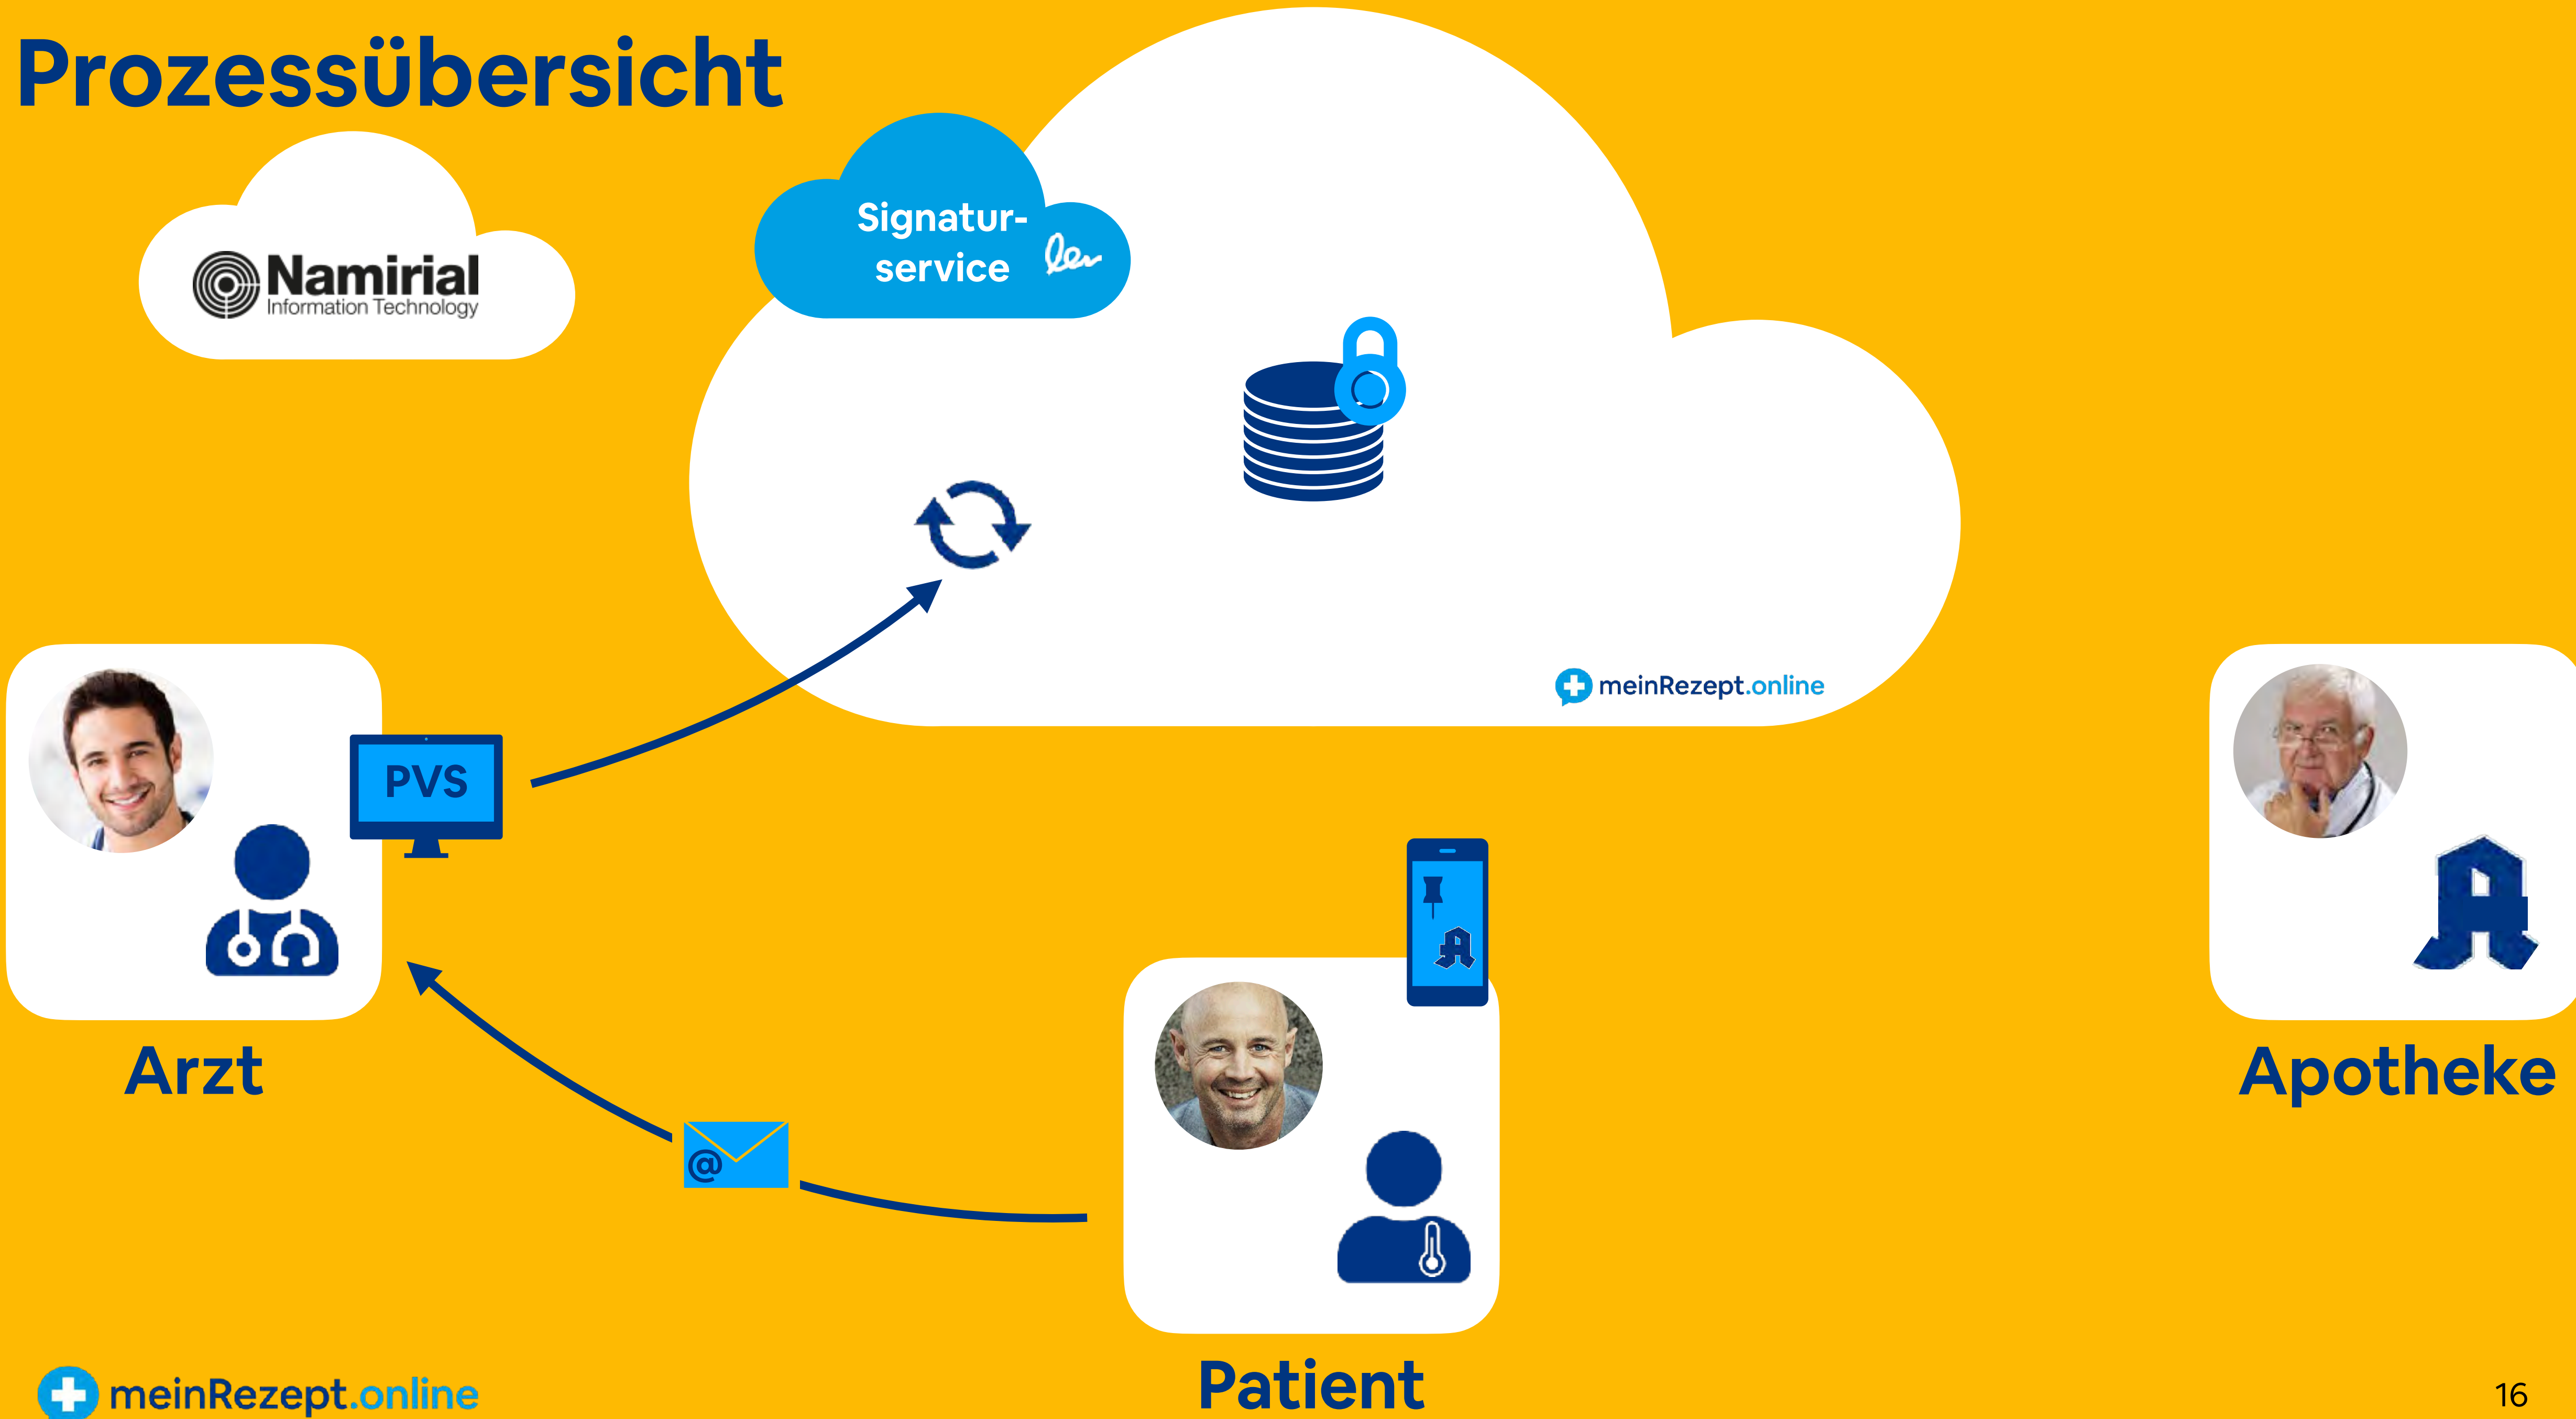 Prozessübersicht
Namirial
Information Technology
Signatur-
service
meinRezept.online
PVS
Arzt
@
Patient
Apotheke
meinRezept.online
16